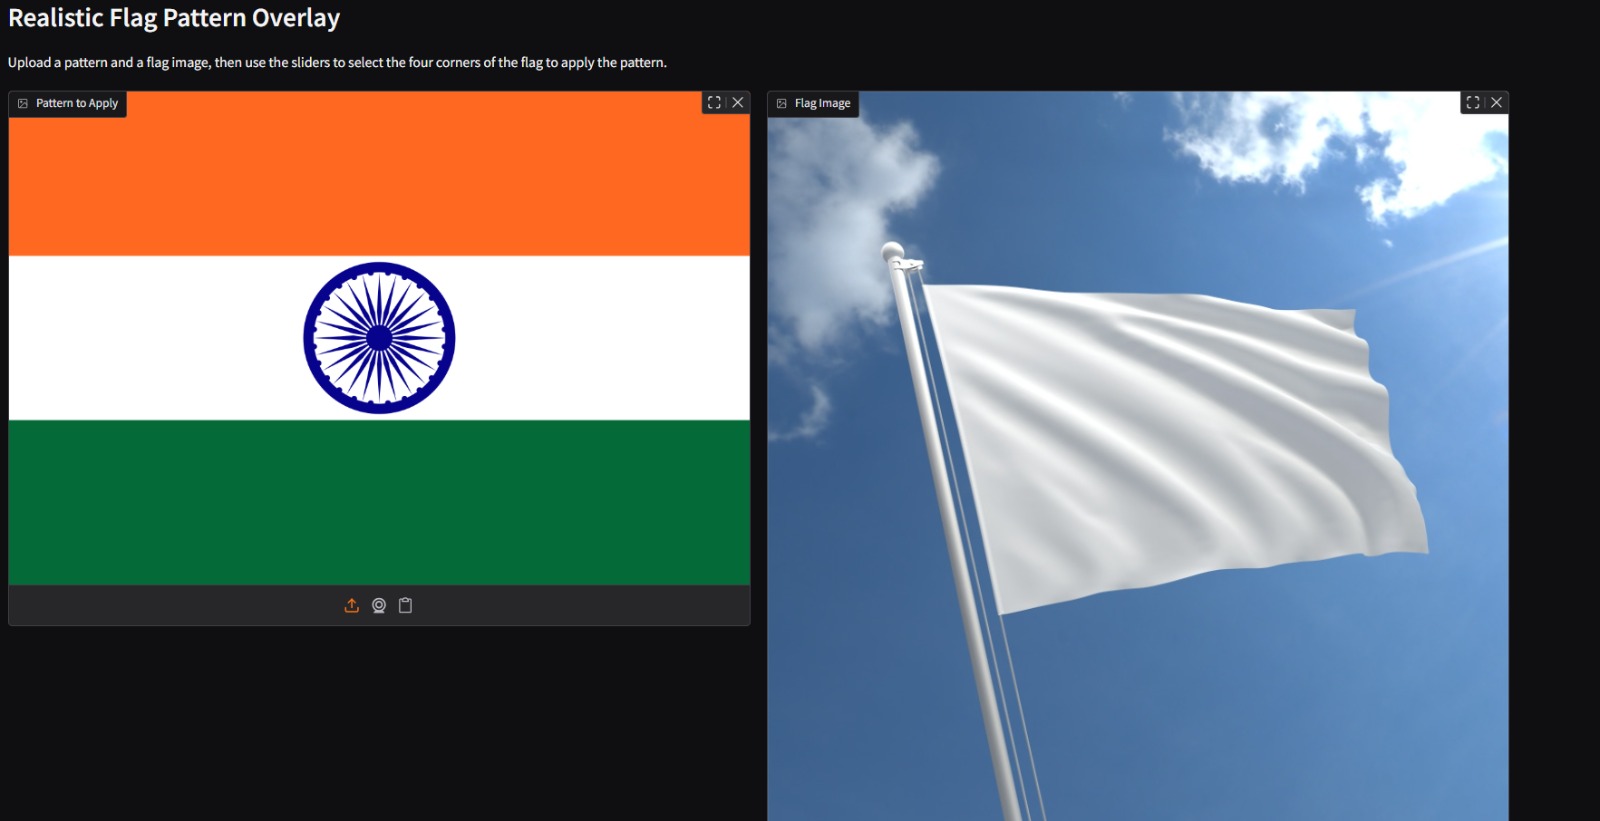 Realistic Flag Pattern Overlay
Upload a pattern and a flag image, then use the sliders to select the four corners of the flag to apply the pattern.
Pattern to Apply
Flag Image